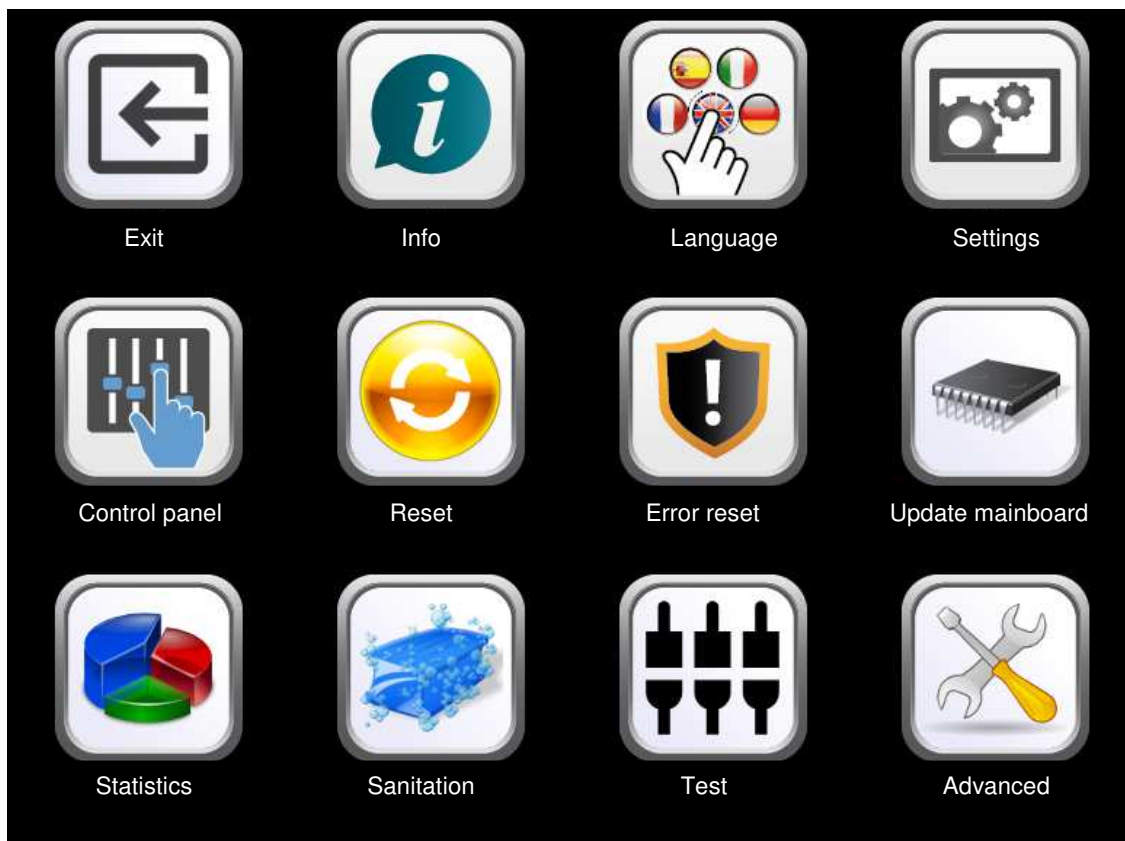 Exit
Info
Language
Settings
Control panel
Reset
Error reset
Update mainboard
Statistics
Sanitation
Test
Advanced